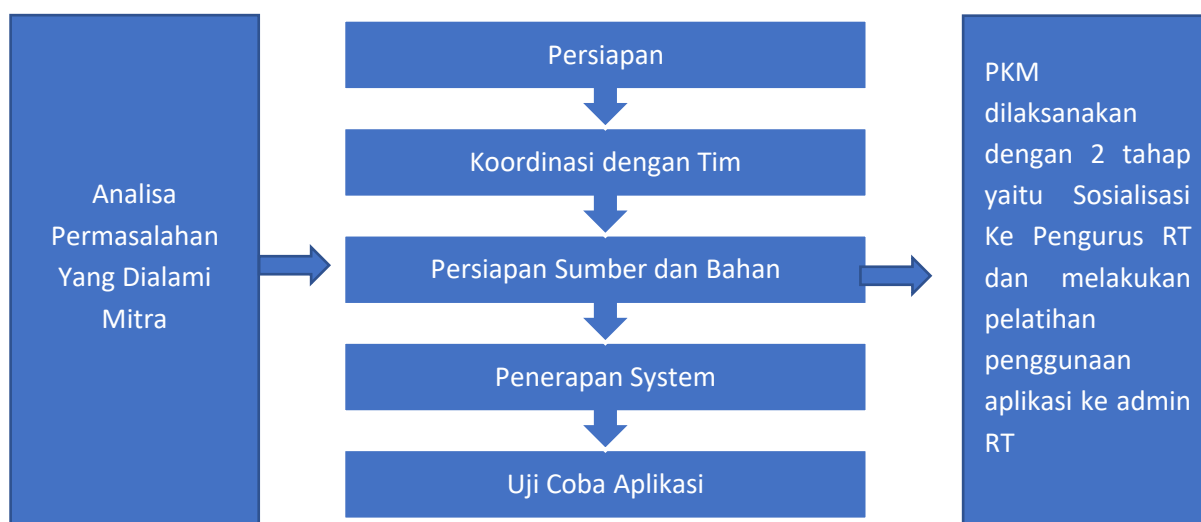 Analisa
Permasalahan
Yang Dialami
Mitra
Persiapan
Koordinasi dengan Tim
Persiapan Sumber dan Bahan
Penerapan System
Uji Coba Aplikasi
PKM
dilaksanakan
dengan 2 tahap
yaitu Sosialisasi
Ke Pengurus RT
dan melakukan
pelatihan
penggunaan
aplikasi ke admin
RT